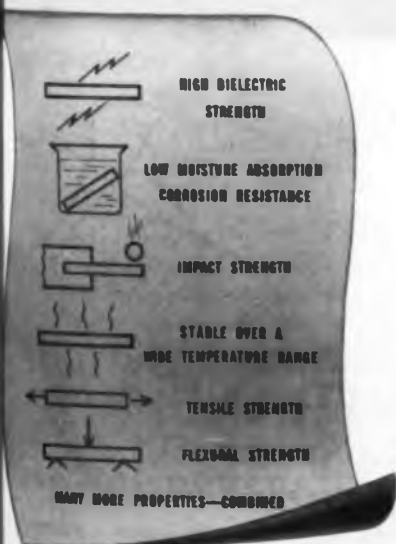 HIGH DIELECTRIC
STRENGTH
LOW MOISTURE ABSORPTION
CORROSION RESISTANCE
IMPACT STRENGTH
STABLE OVER A
WIDE TEMPERATURE RANGE
TENSILE STRENGTH
FLEXURAL STRENGTH
MANY MORE PROPERTIES—COMBINED